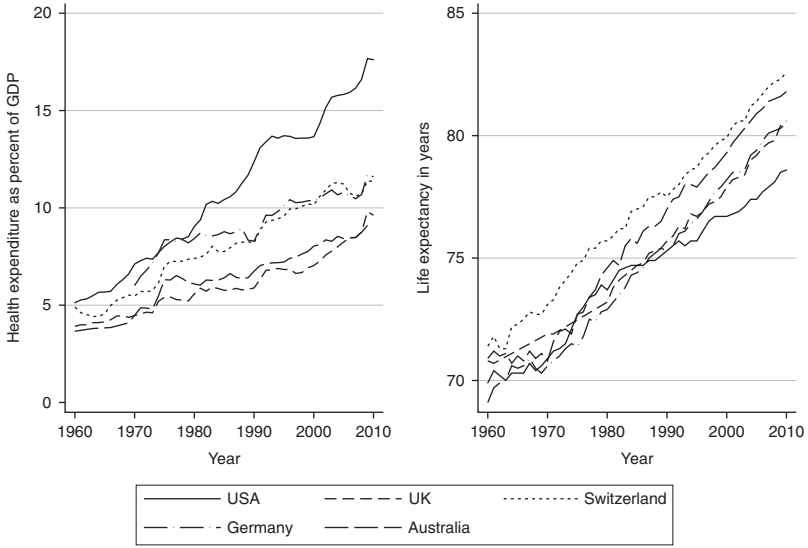 Health expenditure as percent of GDP
20
15
10
5
0
1960 1970 1980 1990 2000 2010
Year
Life expectancy in years
85
80
75
70
1960 1970 1980 1990 2000 2010
Year
USA UK Switzerland
Germany Australia